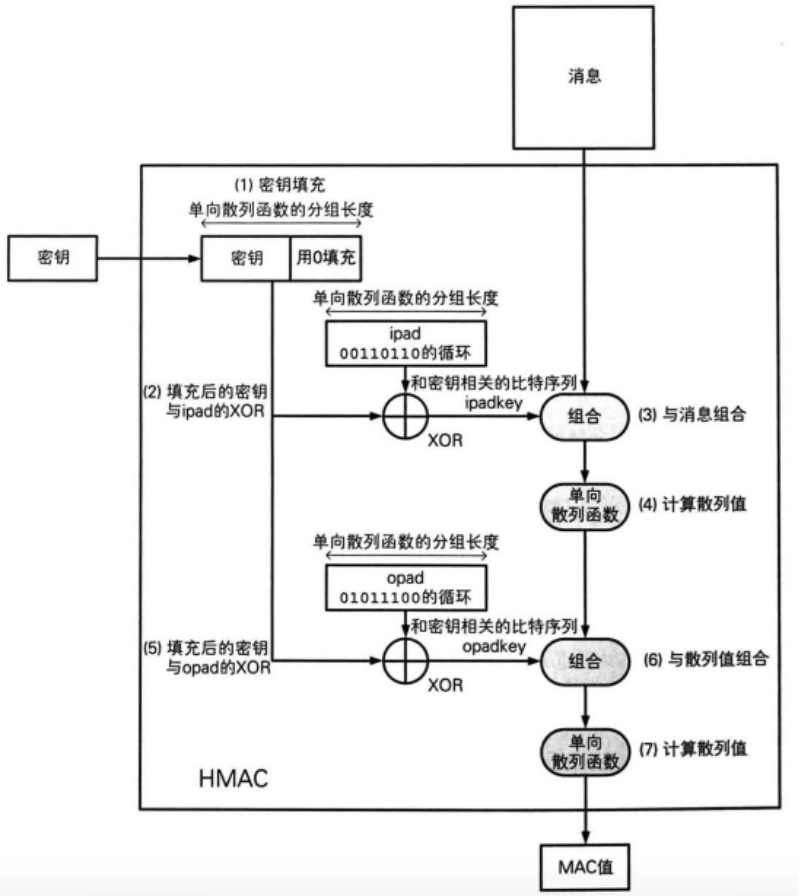 消息
(1) 密钥填充
单向散列函数的分组长度
密钥
密钥
用0填充
单向散列函数的分组长度
ipad
00110110的循环
(2) 填充后的密钥
与ipad的XOR
和密钥相关的比特序列
ipadkey
XOR
组合
(3) 与消息组合
单向
散列函数
(4) 计算散列值
单向散列函数的分组长度
opad
01011100的循环
(5) 填充后的密钥
与opad的XOR
和密钥相关的比特序列
opadkey
XOR
组合
(6) 与散列值组合
单向
散列函数
(7) 计算散列值
HMAC
MAC值